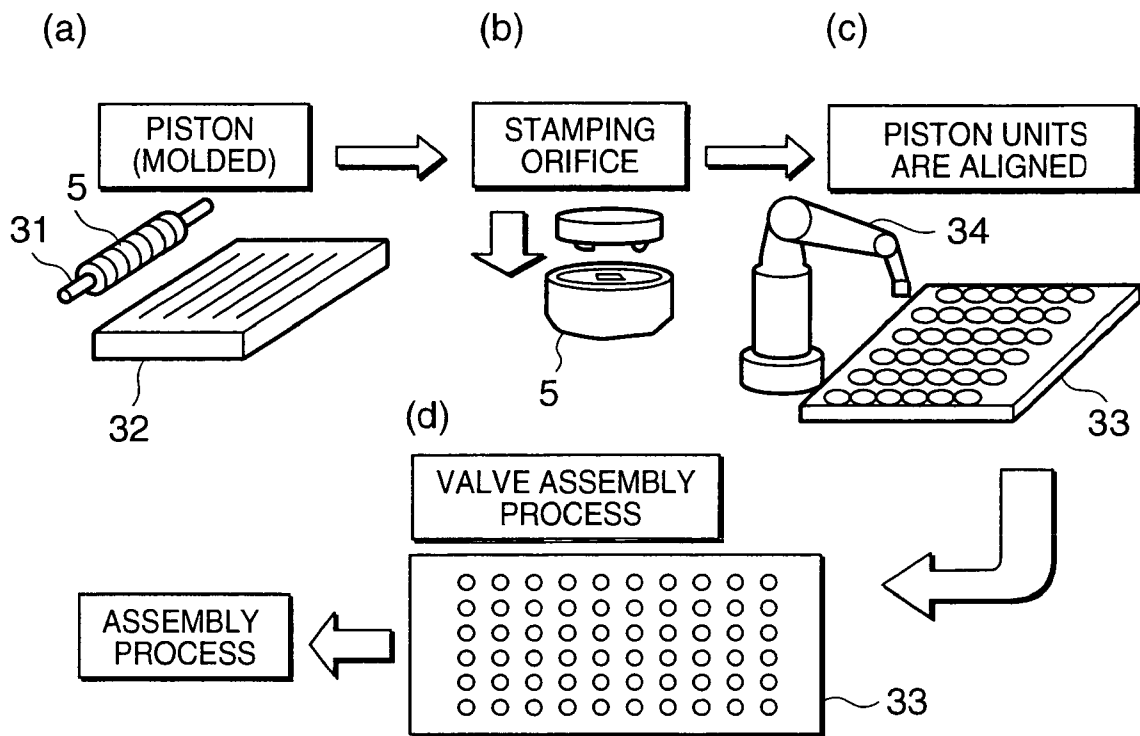 (a)
(b)
(c)
PISTON
(MOLDED)
STAMPING
ORIFICE
PISTON UNITS
ARE ALIGNED
5
31
32
5
34
33
(d)
VALVE ASSEMBLY
PROCESS
ASSEMBLY
PROCESS
33